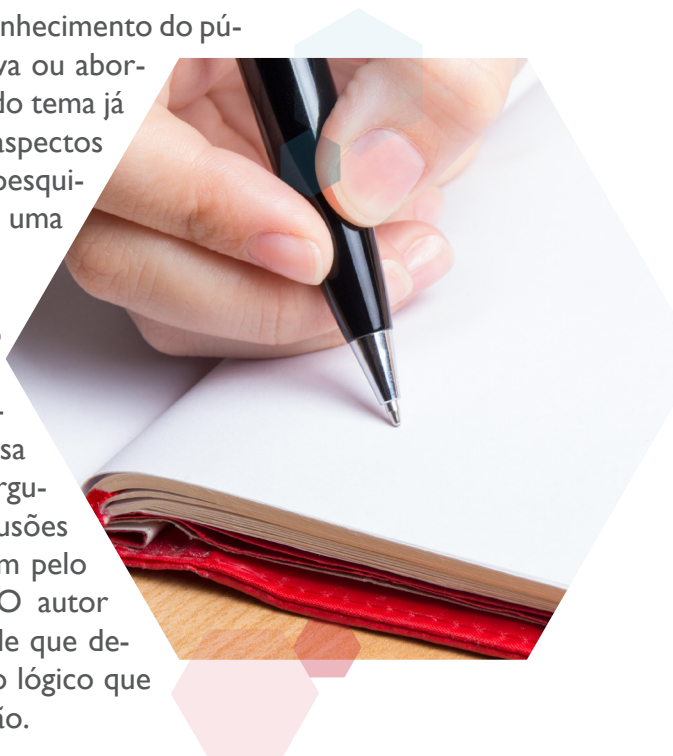 nhecimento do pú-
va ou abor-
do tema já
aspectos
pesqui-
uma
-
sa
rgu-
usões
m pelo
O autor
de que de-
o lógico que
ão.